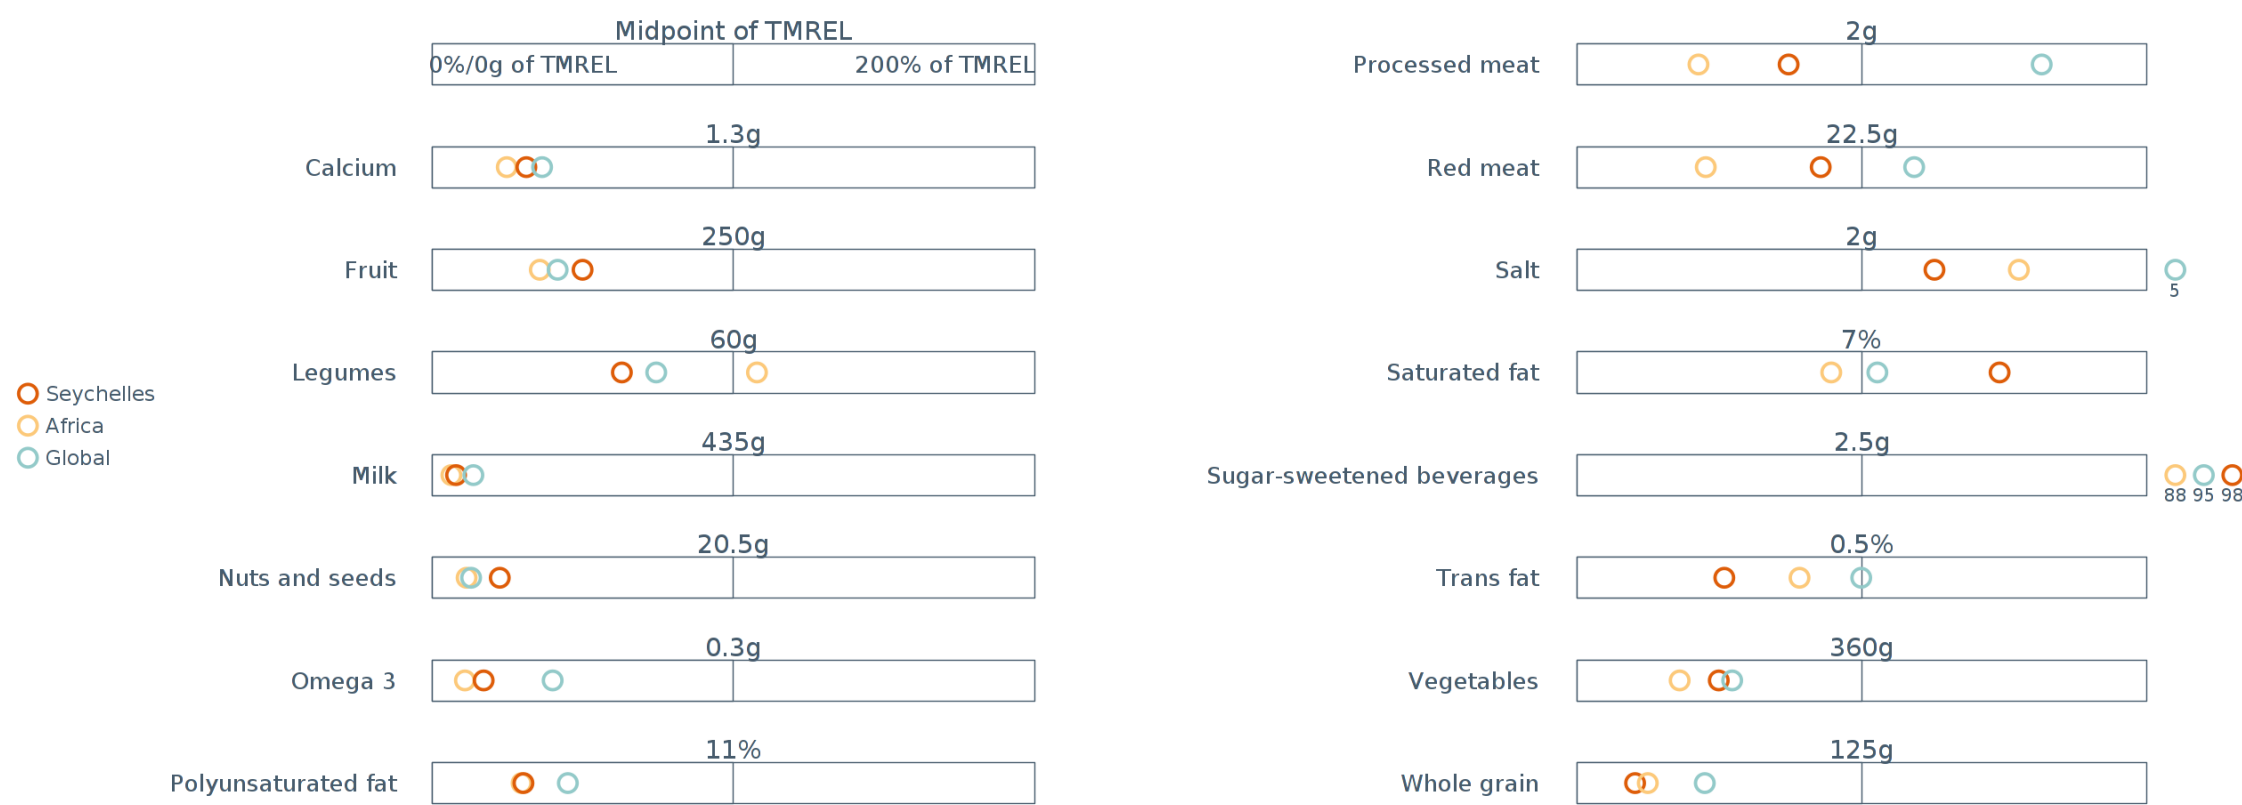 Midpoint of TMREL
0%/0g of TMREL 200% of TMREL
Calcium 1.3g
Fruit 250g
Legumes 60g
Milk 435g
Nuts and seeds 20.5g
Omega 3 0.3g
Polyunsaturated fat 11%
Seychelles
Africa
Global
Processed meat 2g
Red meat 22.5g
Salt 2g
5
Saturated fat 7%
Sugar-sweetened beverages 2.5g
88 95 98
Trans fat 0.5%
Vegetables 360g
Whole grain 125g